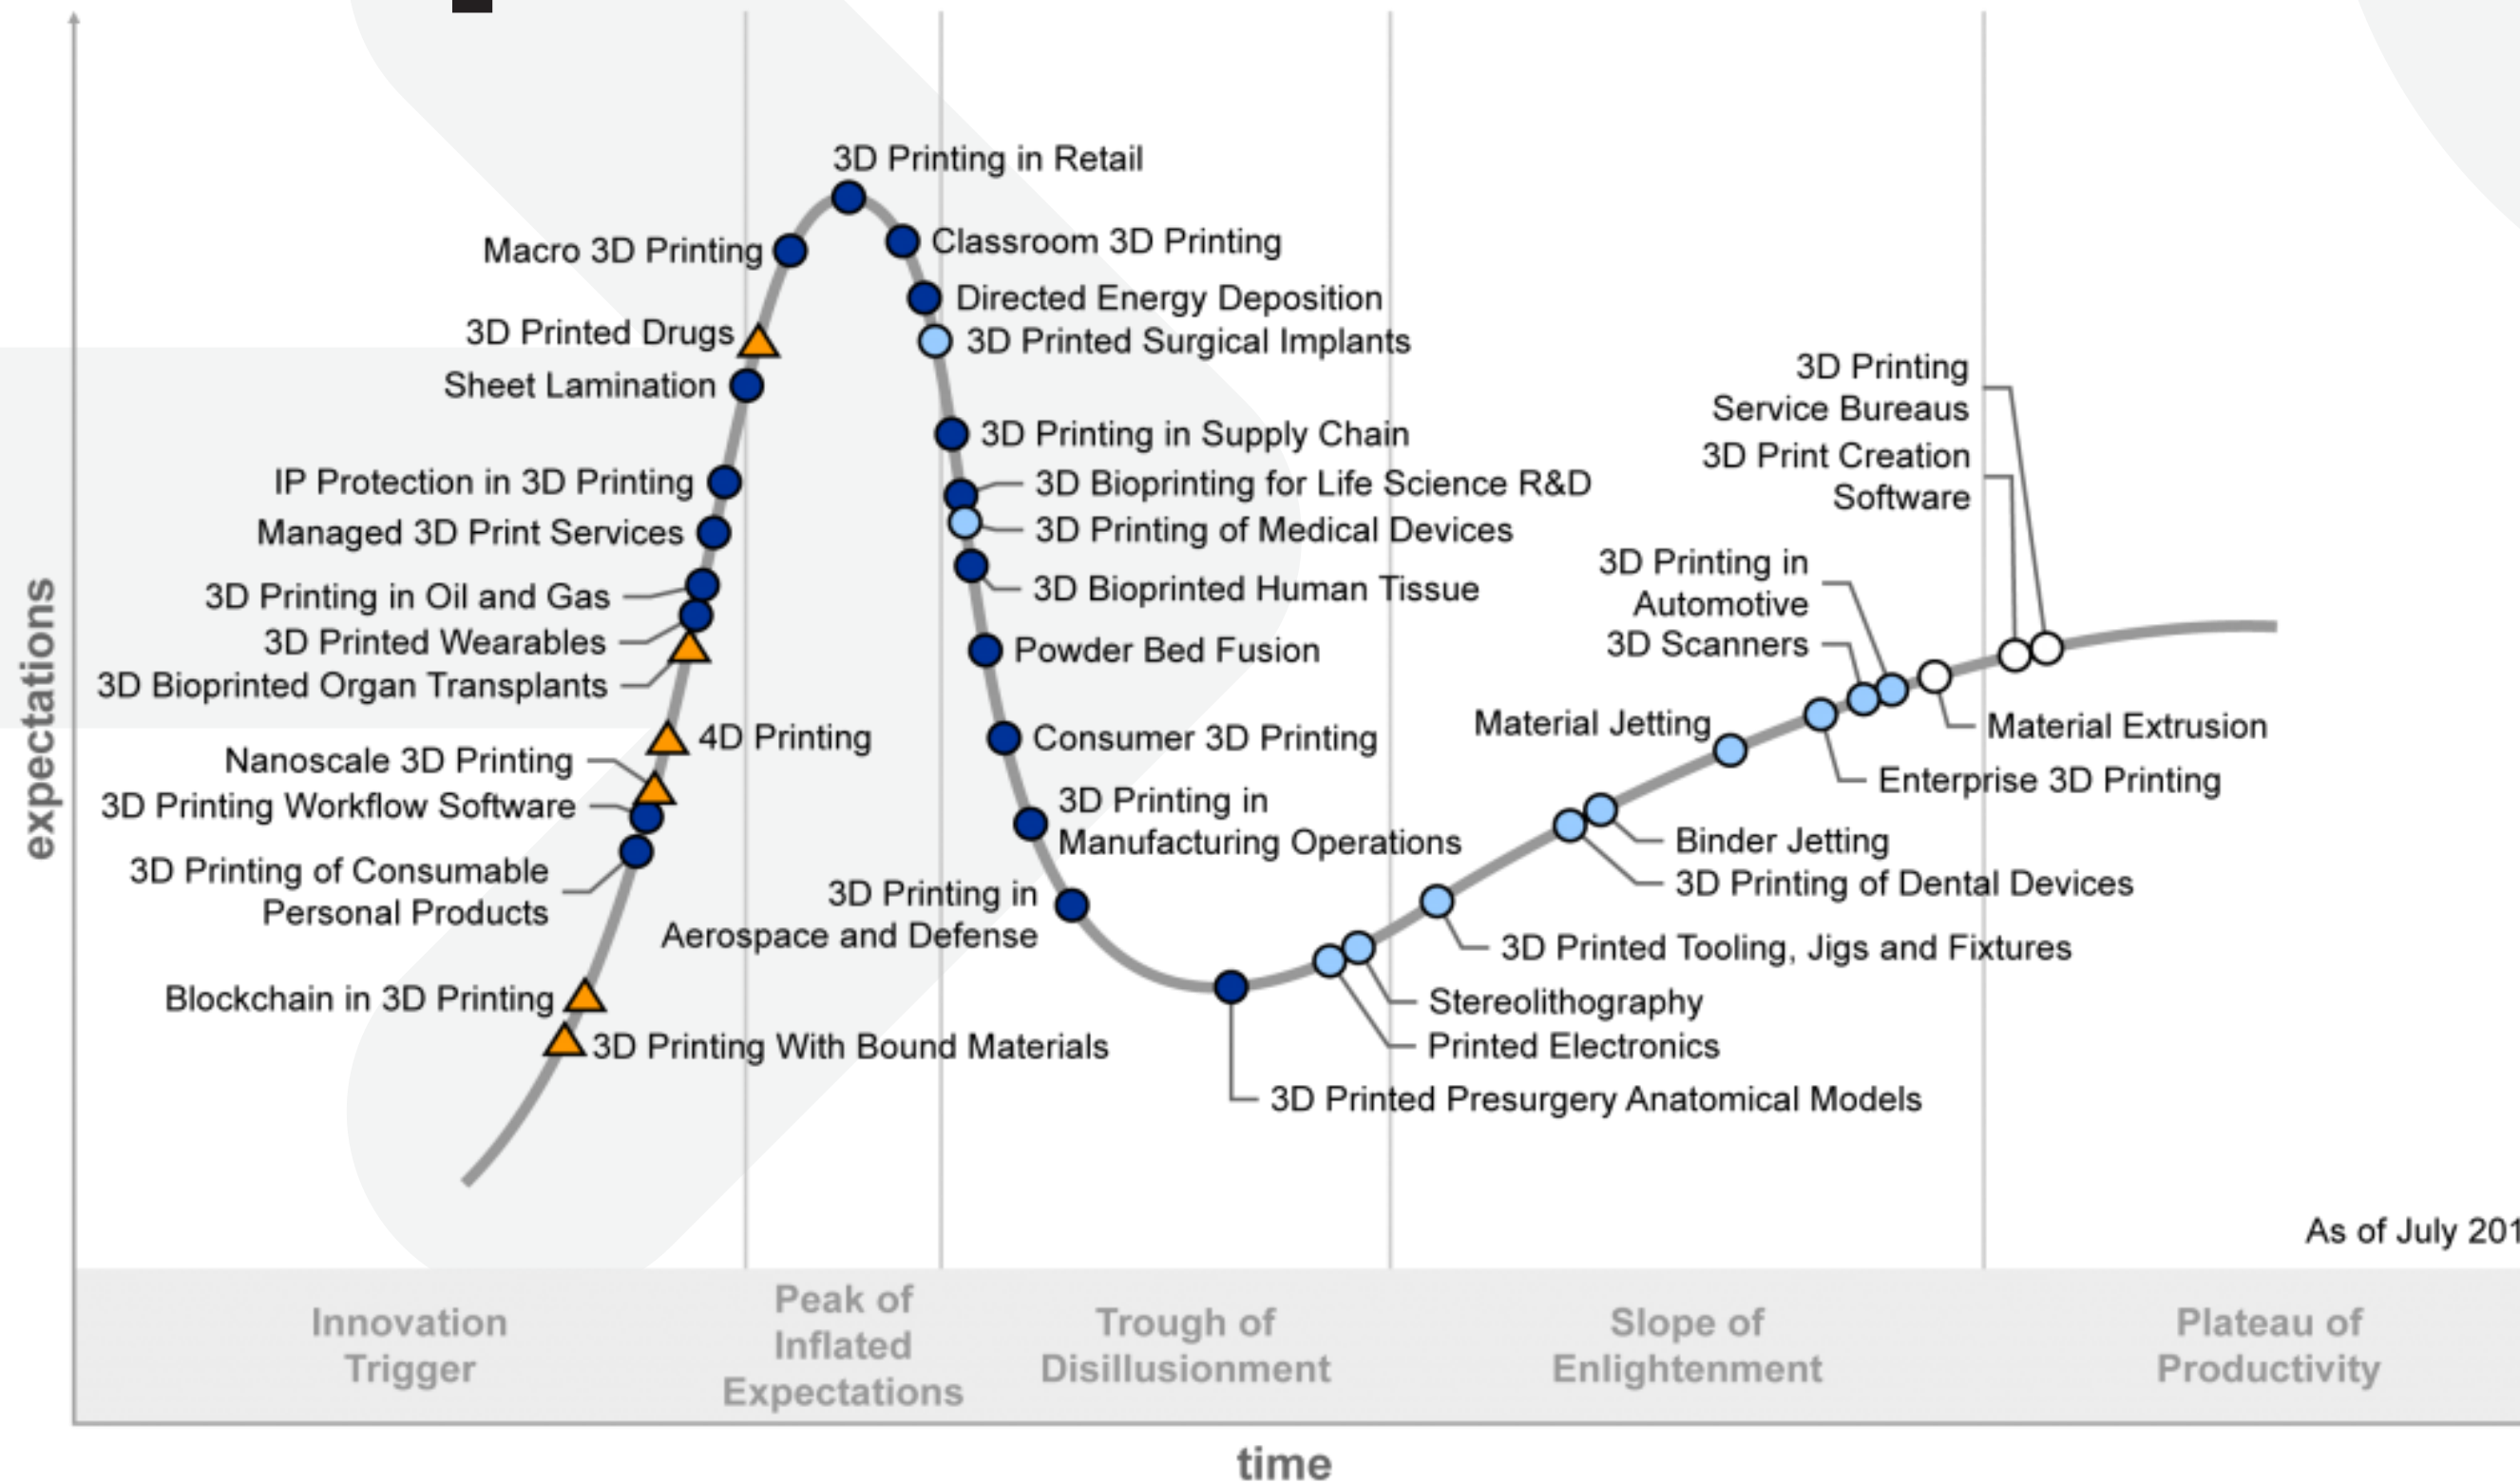 3D Printing in Retail
Macro 3D Printing
Classroom 3D Printing
Directed Energy Deposition
3D Printed Drugs
3D Printed Surgical Implants
Sheet Lamination
3D Printing
Service Bureaus
3D Printing in Supply Chain
3D Print Creation
Software
IP Protection in 3D Printing
3D Bioprinting for Life Science R&D
Managed 3D Print Services
3D Printing of Medical Devices
3D Printing in
Automotive
3D Printing in Oil and Gas
3D Bioprinted Human Tissue
3D Printed Wearables
3D Scanners
Powder Bed Fusion
3D Bioprinted Organ Transplants
4D Printing
Consumer 3D Printing
Material Jetting
Material Extrusion
Nanoscale 3D Printing
Enterprise 3D Printing
3D Printing Workflow Software
3D Printing in
Manufacturing Operations
Binder Jetting
3D Printing of Consumable
Personal Products
3D Printing of Dental Devices
3D Printing in
Aerospace and Defense
3D Printed Tooling, Jigs and Fixtures
Blockchain in 3D Printing
Stereolithography
3D Printing With Bound Materials
Printed Electronics
3D Printed Presurgery Anatomical Models
expectations
As of July 201
Innovation
Trigger
Peak of
Inflated
Expectations
Trough of
Disillusionment
Slope of
Enlightenment
Plateau of
Productivity
time